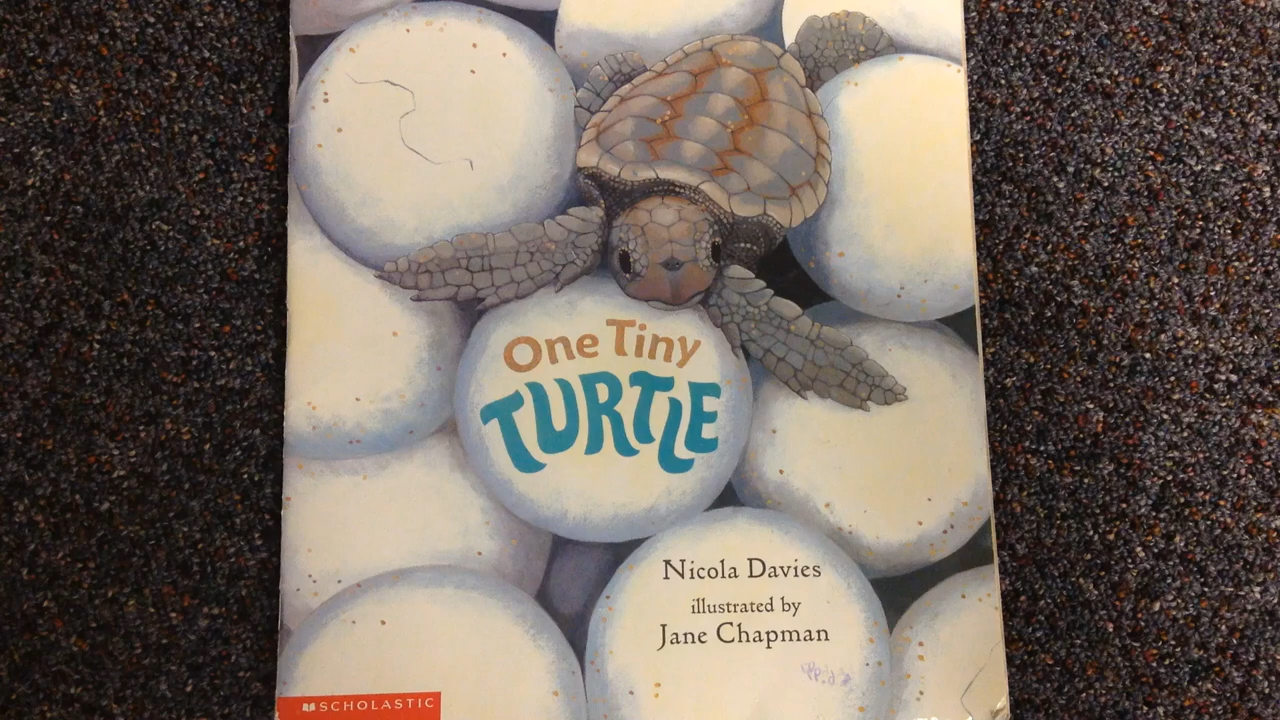 One Tiny
TURTLE
Nicola Davies
illustrated by
Jane Chapman
SCHOLASTIC